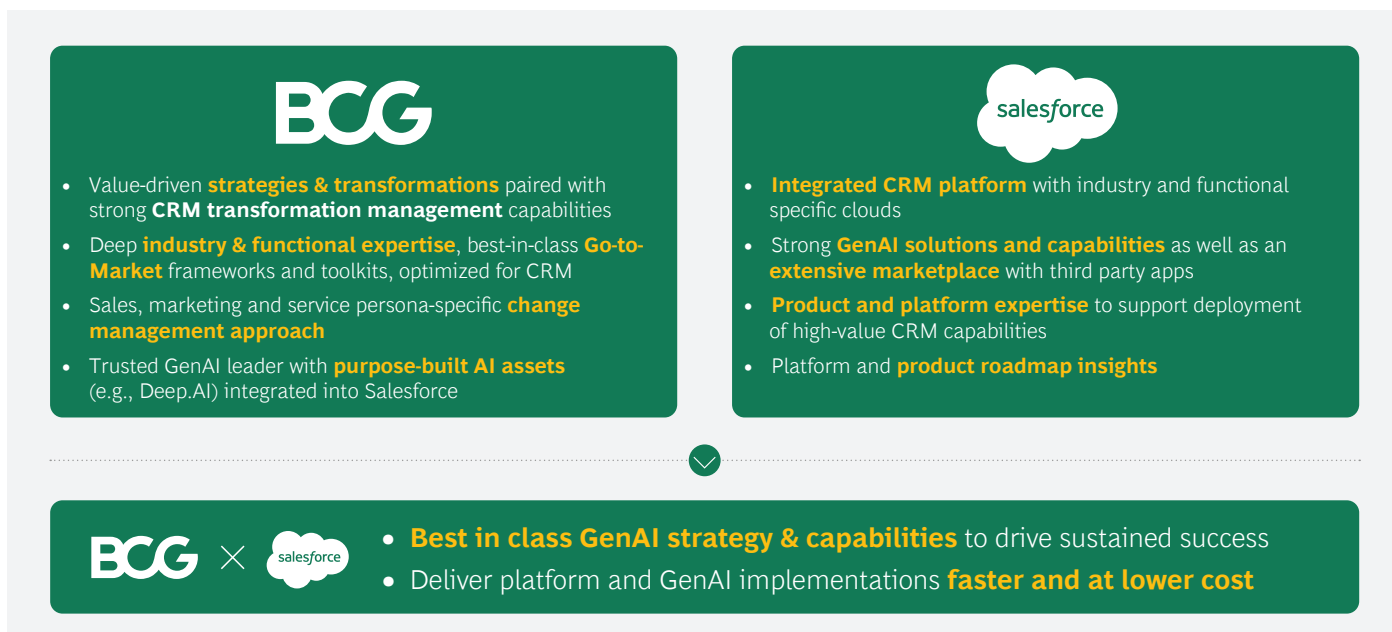 BCG
• Value-driven strategies & transformations paired with
strong CRM transformation management capabilities
• Deep industry & functional expertise, best-in-class Go-to-
Market frameworks and toolkits, optimized for CRM
• Sales, marketing and service persona-specific change
management approach
• Trusted GenAI leader with purpose-built AI assets
(e.g., Deep.AI) integrated into Salesforce
salesforce
• Integrated CRM platform with industry and functional
specific clouds
• Strong GenAI solutions and capabilities as well as an
extensive marketplace with third party apps
• Product and platform expertise to support deployment
of high-value CRM capabilities
• Platform and product roadmap insights
BCG × salesforce
• Best in class GenAI strategy & capabilities to drive sustained success
• Deliver platform and GenAI implementations faster and at lower cost